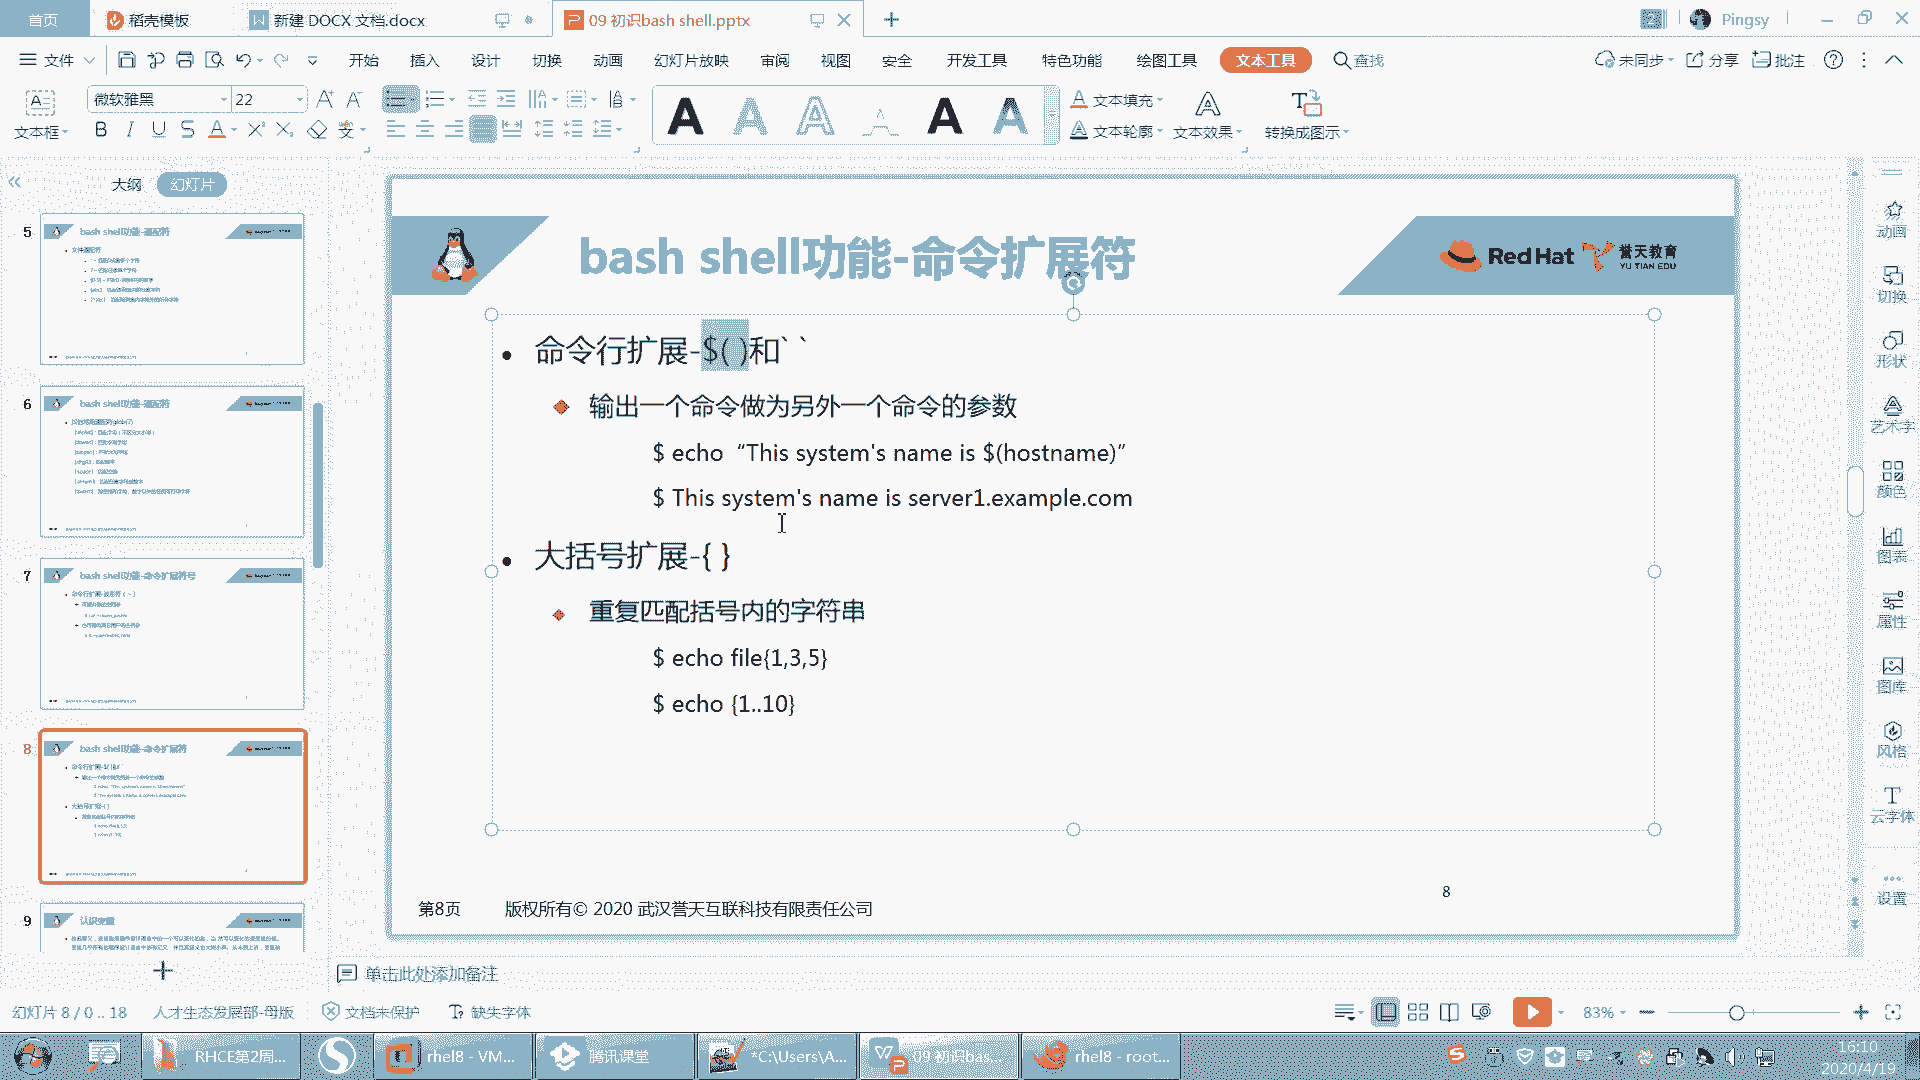 首页 稻壳模板 新建 DOCX 文档.docx 09 初识bash shell.pptx Pingsy
文件 开始 插入 设计 切换 动画 幻灯片放映 审阅 视图 安全 开发工具 特色功能 绘图工具 文本工具 查找 未同步 分享 批注
文本框 微软雅黑 22 文本填充 文本轮廓 文本效果 转换成图示
大纲 幻灯片
5 bash shell功能-通配符
6 bash shell功能-通配符
7 bash shell功能-命令扩展符号
8 bash shell功能-命令扩展符
9 认识变量
bash shell功能-命令扩展符
Red Hat 誉天教育
YU TIAN EDU
命令行扩展-$( )和` `
输出一个命令做为另外一个命令的参数
$ echo “This system's name is $(hostname)”
$ This system's name is server1.example.com
大括号扩展-{ }
重复匹配括号内的字符串
$ echo file{1,3,5}
$ echo {1..10}
8
第8页 版权所有© 2020 武汉誉天互联科技有限责任公司
动画
切换
形状
艺术字
颜色
图表
属性
图库
风格
云字体
设置
单击此处添加备注
幻灯片 8 / 0 .. 18 人才生态发展部-母版 文档未保护 缺失字体 83%
RHCE第2周... rhel8 - VM... 腾讯课堂 *C:\Users\A... 09 初识bas... rhel8 - root...
16:10
2020/4/19